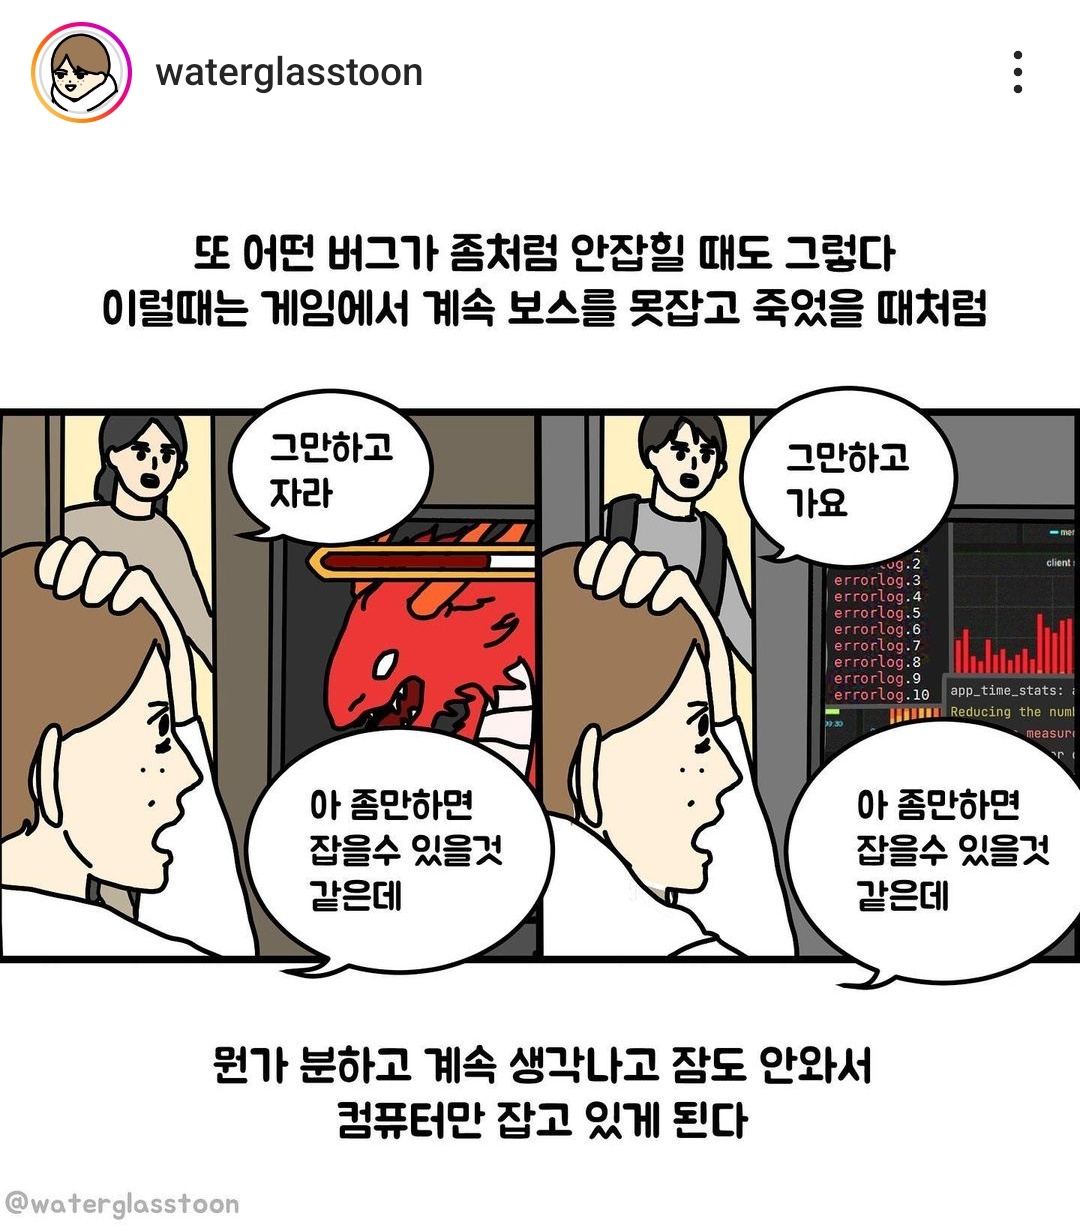 waterglasstoon
또 어떤 버그가 좀처럼 안잡힐 때도 그렇다
이럴때는 게임에서 계속 보스를 못잡고 죽었을 때처럼
그만하고
자라
아 좀만하면
잡을수 있을것
같은데
그만하고
가요
errorlog.3
errorlog.4
errorlog.5
errorlog.6
errorlog.7
errorlog.8
errorlog.9
errorlog.10
client
app_time_stats:
Reducing the
아 좀만하면
잡을수 있을것
같은데
뭔가 분하고 계속 생각나고 잠도 안와서
컴퓨터만 잡고 있게 된다
@waterglasstoon